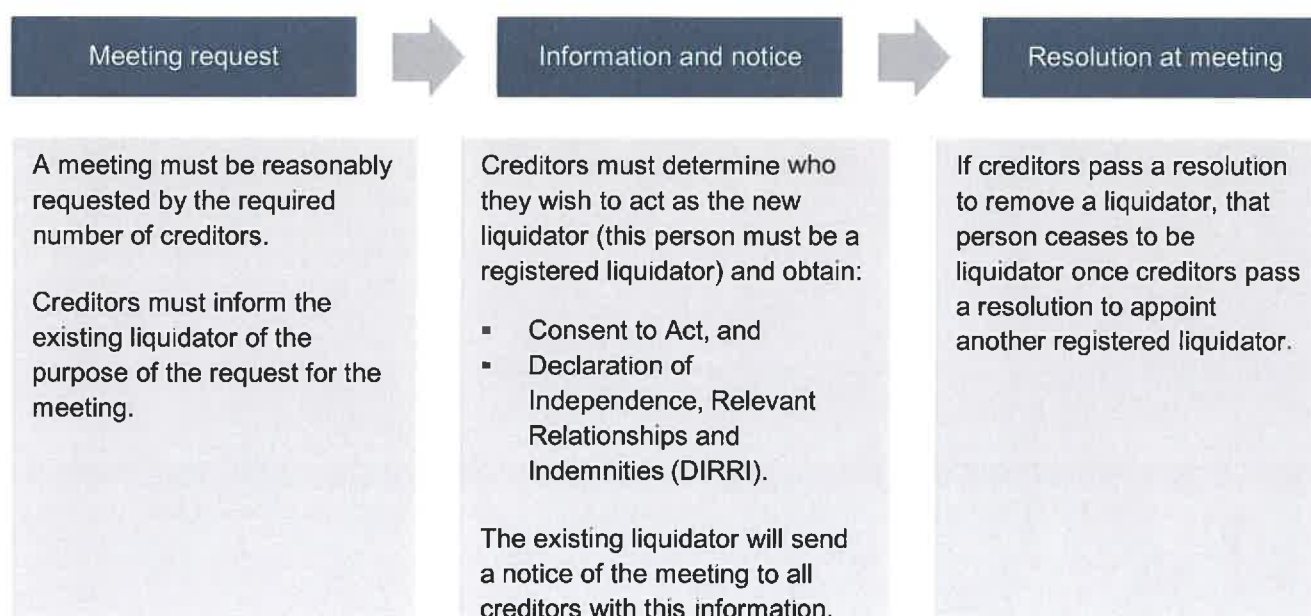 Meeting request
Information and notice
Resolution at meeting
A meeting must be reasonably
requested by the required
number of creditors.
Creditors must inform the
existing liquidator of the
purpose of the request for the
meeting.
Creditors must determine who
they wish to act as the new
liquidator (this person must be a
registered liquidator) and obtain:
▪ Consent to Act, and
▪ Declaration of
Independence, Relevant
Relationships and
Indemnities (DIRRI).
The existing liquidator will send
a notice of the meeting to all
creditors with this information.
If creditors pass a resolution
to remove a liquidator, that
person ceases to be
liquidator once creditors pass
a resolution to appoint
another registered liquidator.